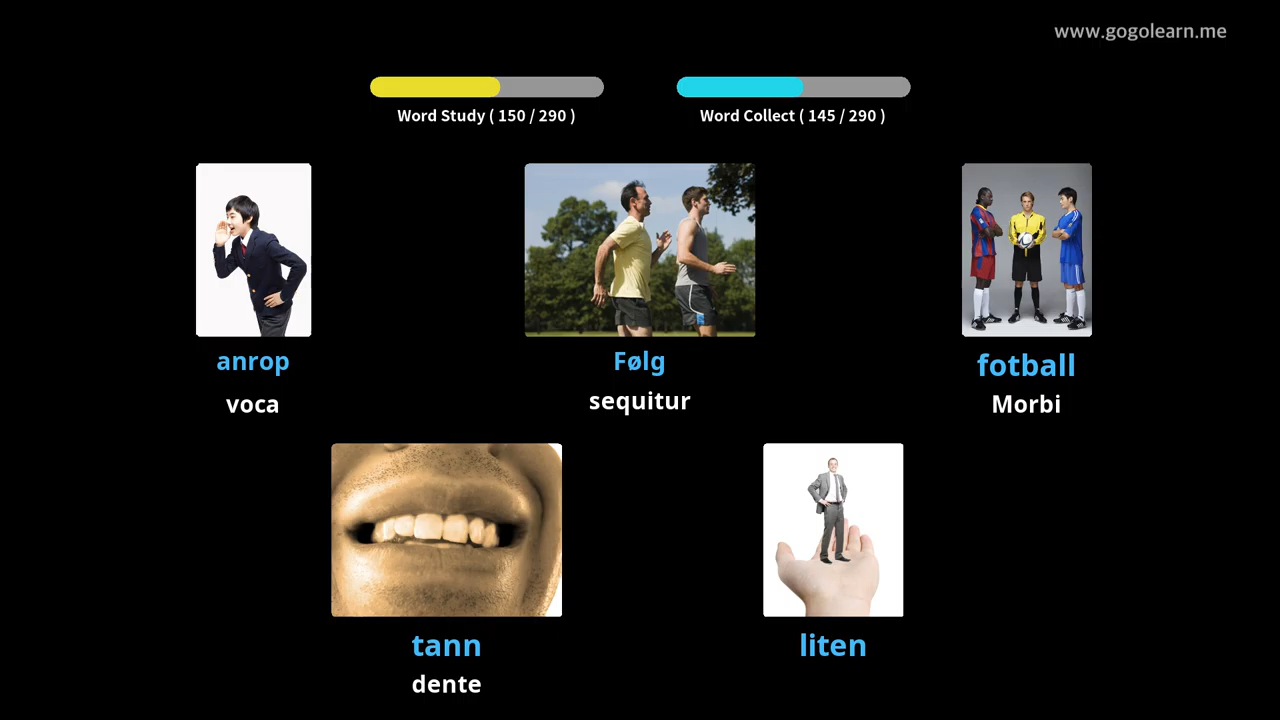 www.gogolearn.me
Word Study ( 150 / 290 )
Word Collect ( 145 / 290 )
anrop
Følg
fotball
voca
sequitur
Morbi
tann
liten
dente